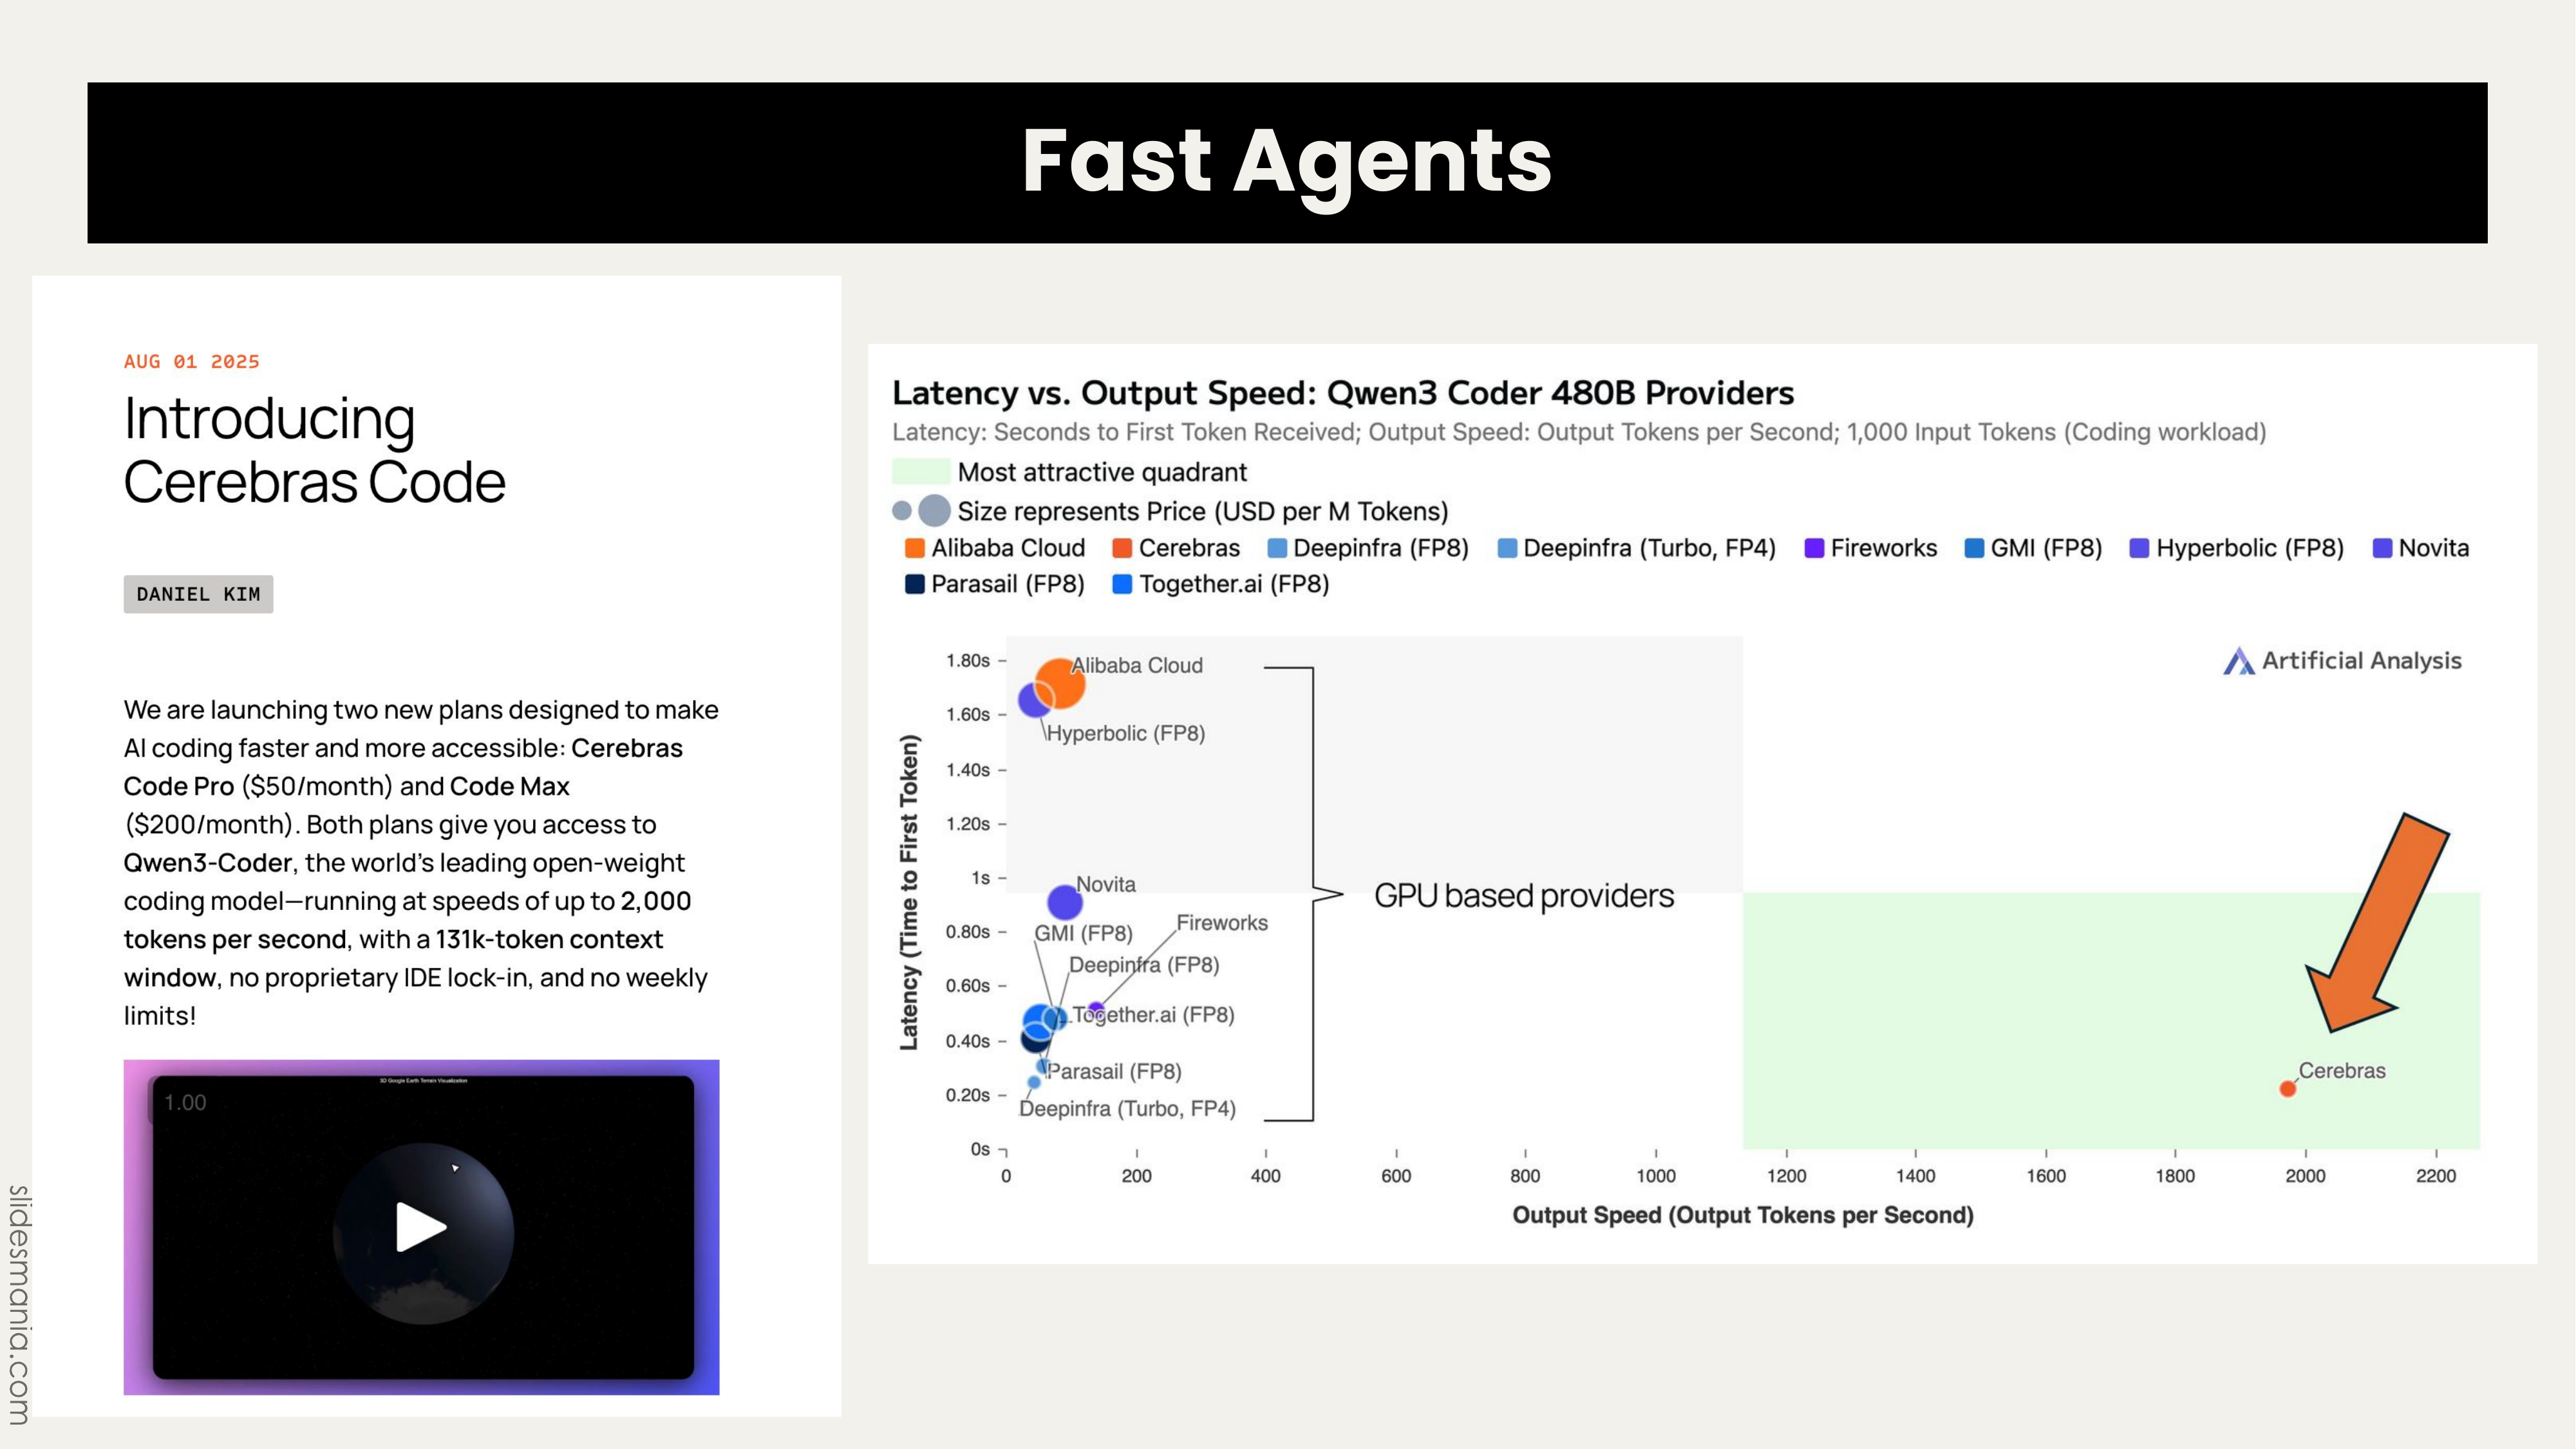 Fast Agents
AUG 01 2025
Introducing
Cerebras Code
DANIEL KIM
We are launching two new plans designed to make
AI coding faster and more accessible: Cerebras
Code Pro ($50/month) and Code Max
($200/month). Both plans give you access to
Qwen3-Coder, the world's leading open-weight
coding model—running at speeds of up to 2,000
tokens per second, with a 131k-token context
window, no proprietary IDE lock-in, and no weekly
limits!
3D Google Earth Terrain Visualization
1.00
slidesmania.com
Latency vs. Output Speed: Qwen3 Coder 480B Providers
Latency: Seconds to First Token Received; Output Speed: Output Tokens per Second; 1,000 Input Tokens (Coding workload)
Most attractive quadrant
Size represents Price (USD per M Tokens)
Alibaba Cloud Cerebras Deepinfra (FP8) Deepinfra (Turbo, FP4) Fireworks GMI (FP8) Hyperbolic (FP8) Novita
Parasail (FP8) Together.ai (FP8)
Artificial Analysis
Latency (Time to First Token)
1.80s
1.60s
1.40s
1.20s
1s
0.80s
0.60s
0.40s
0.20s
0s
Alibaba Cloud
Hyperbolic (FP8)
Novita
Fireworks
GMI (FP8)
Deepinfra (FP8)
Together.ai (FP8)
Parasail (FP8)
Deepinfra (Turbo, FP4)
GPU based providers
Cerebras
0 200 400 600 800 1000 1200 1400 1600 1800 2000 2200
Output Speed (Output Tokens per Second)